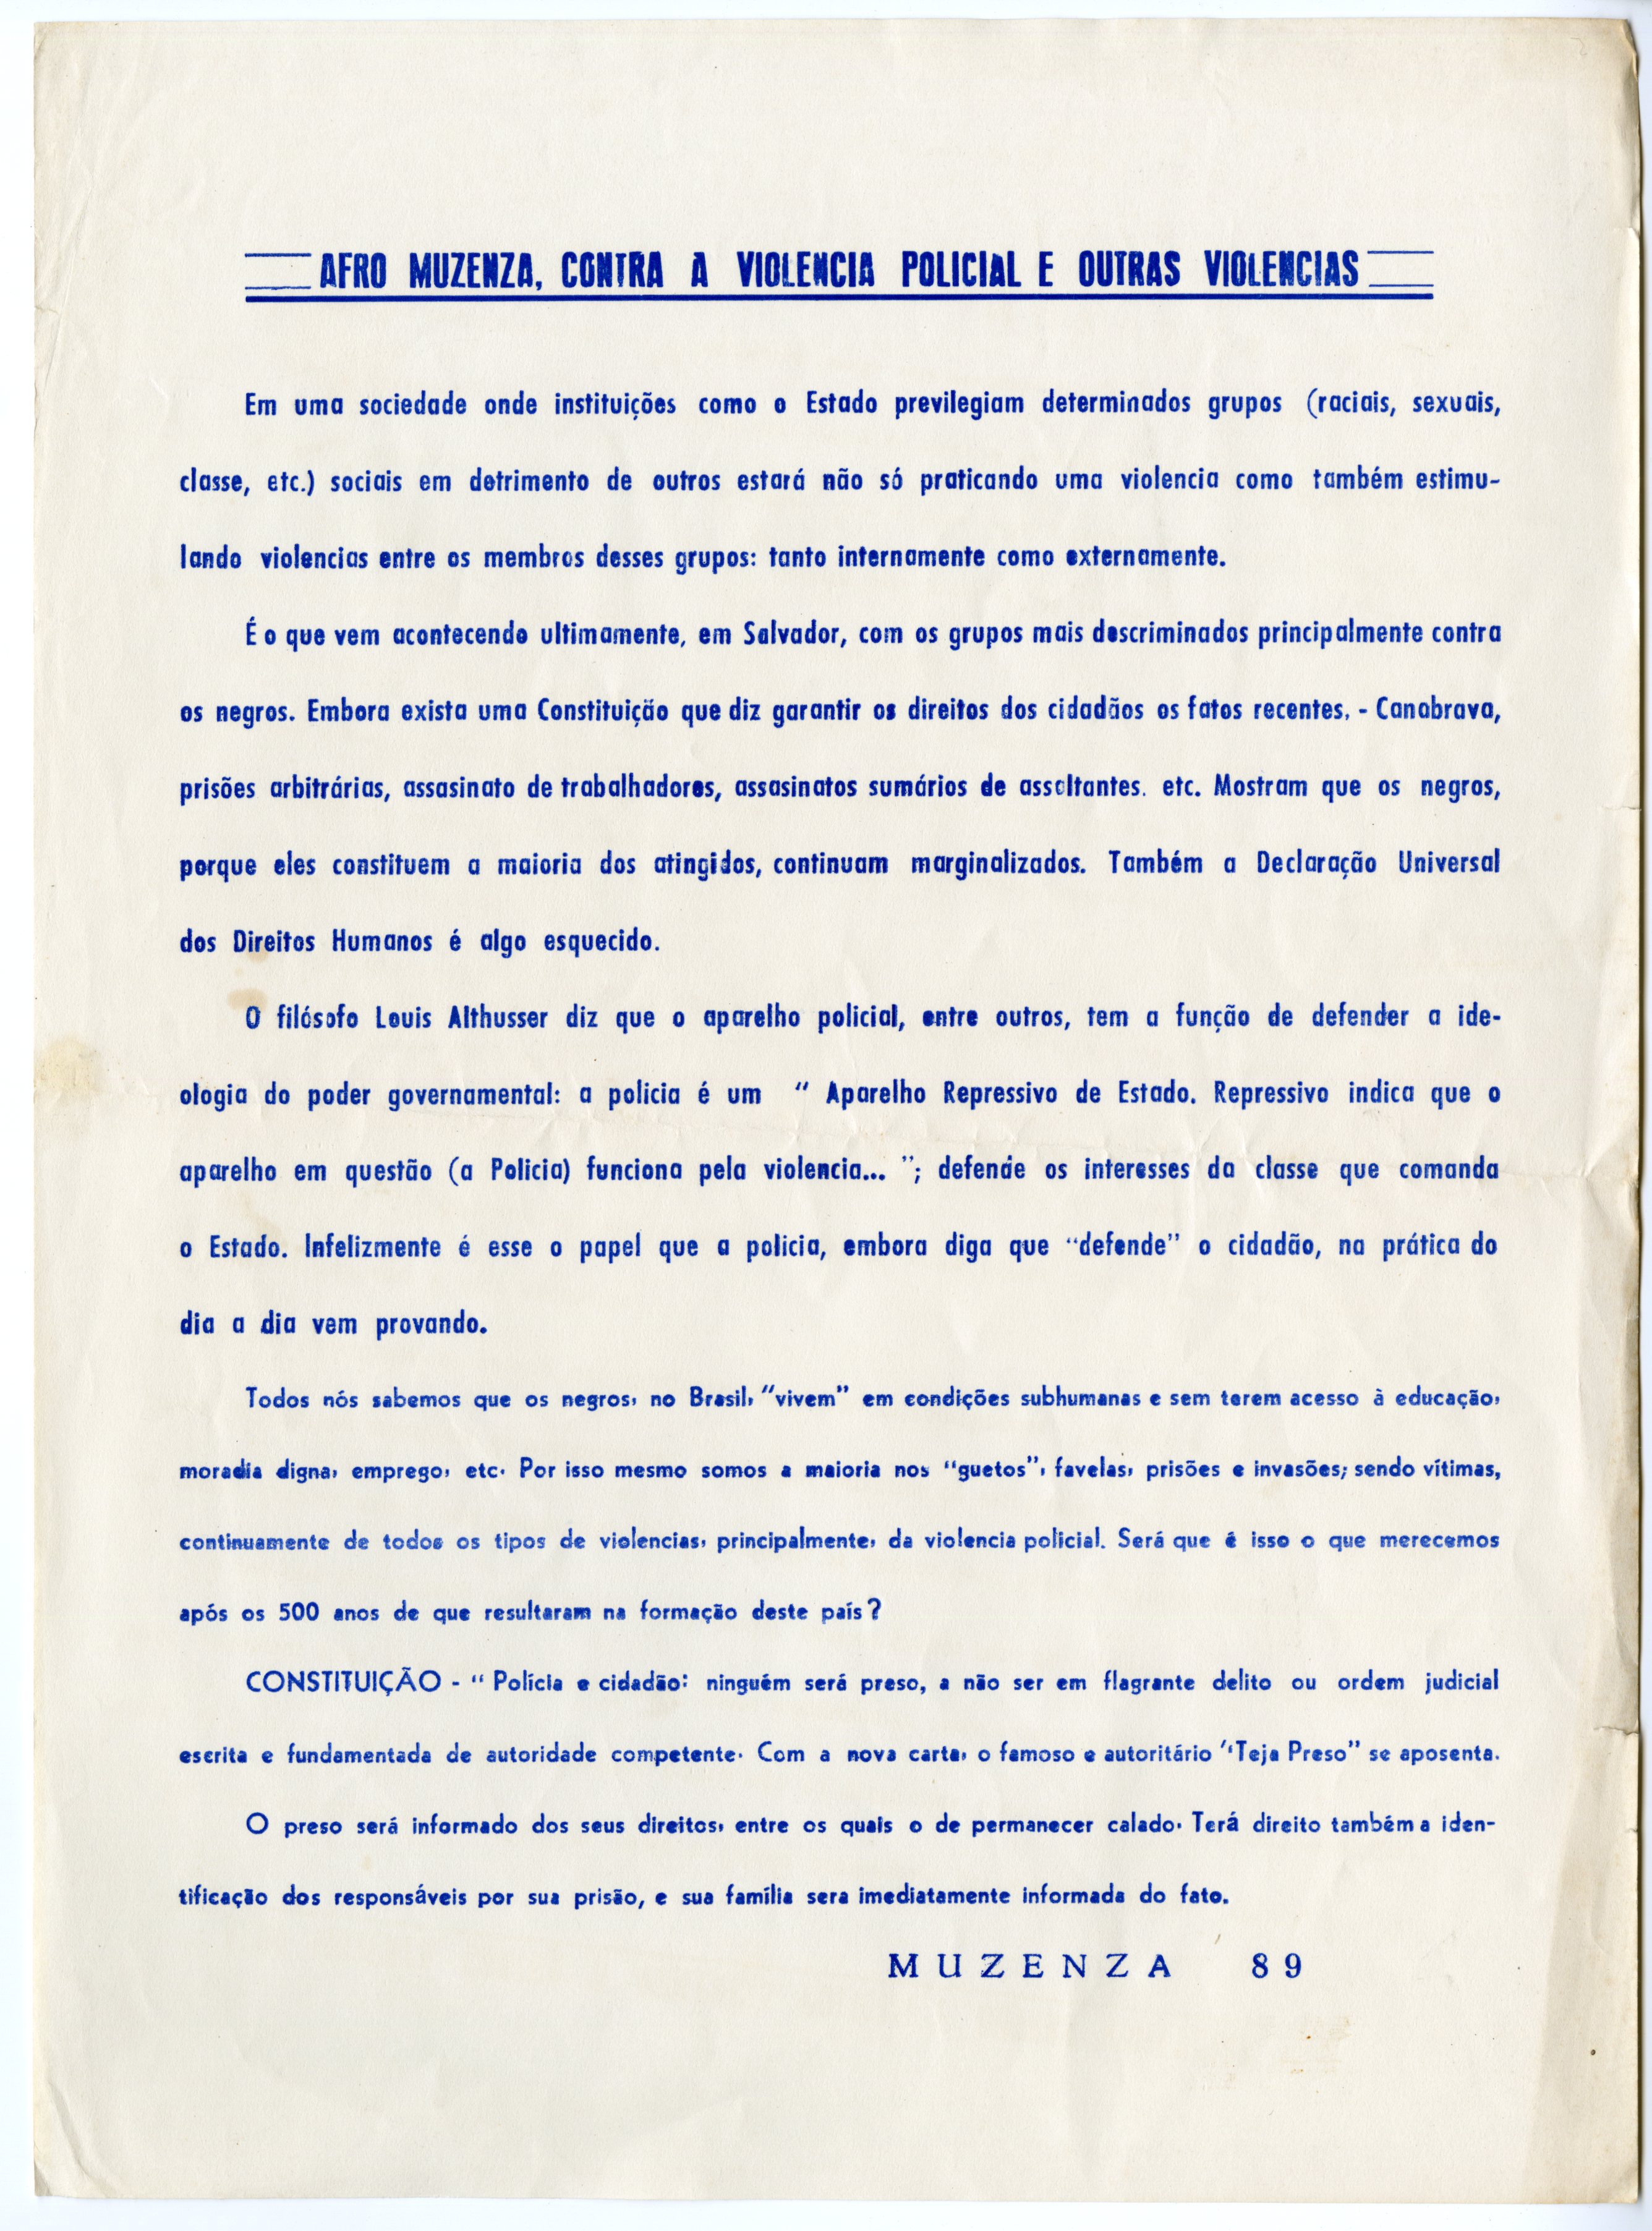 AFRO MUZENZA, CONTRA A VIOLENCIA POLICIAL E OUTRAS VIOLENCIAS
Em uma sociedade onde instituições como o Estado previlegiam determinados grupos (raciais, sexuais,
classe, etc.) sociais em detrimento de outros estará não só praticando uma violencia como também estimu-
lando violencias entre os membros desses grupos: tanto internamente como externamente.
É o que vem acontecendo ultimamente, em Salvador, com os grupos mais descriminados principalmente contra
os negros. Embora exista uma Constituição que diz garantir os direitos dos cidadãos os fatos recentes, - Canabrava,
prisões arbitrárias, assasinato de trabalhadores, assasinatos sumários de assaltantes. etc. Mostram que os negros,
porque eles constituem a maioria dos atingidos, continuam marginalizados. Também a Declaração Universal
dos Direitos Humanos é algo esquecido.
O filósofo Louis Althusser diz que o aparelho policial, entre outros, tem a função de defender a ide-
ologia do poder governamental: a policia é um “ Aparelho Repressivo de Estado. Repressivo indica que o
aparelho em questão (a Policia) funciona pela violencia... ”; defende os interesses da classe que comanda
o Estado. Infelizmente é esse o papel que a policia, embora diga que “defende” o cidadão, na prática do
dia a dia vem provando.
Todos nós sabemos que os negros, no Brasil, “vivem” em condições subhumanas e sem terem acesso à educação,
moradia digna, emprego, etc. Por isso mesmo somos a maioria nos “guetos”, favelas, prisões e invasões; sendo vítimas,
continuamente de todos os tipos de violencias, principalmente, da violencia policial. Será que é isso o que merecemos
após os 500 anos de que resultaram na formação deste país?
CONSTITUIÇÃO - “ Polícia e cidadão: ninguém será preso, a não ser em flagrante delito ou ordem judicial
escrita e fundamentada de autoridade competente. Com a nova carta, o famoso e autoritário “Teja Preso” se aposenta.
O preso será informado dos seus direitos, entre os quais o de permanecer calado. Terá direito também a iden-
tificação dos responsáveis por sua prisão, e sua família sera imediatamente informada do fato.
MUZENZA 89